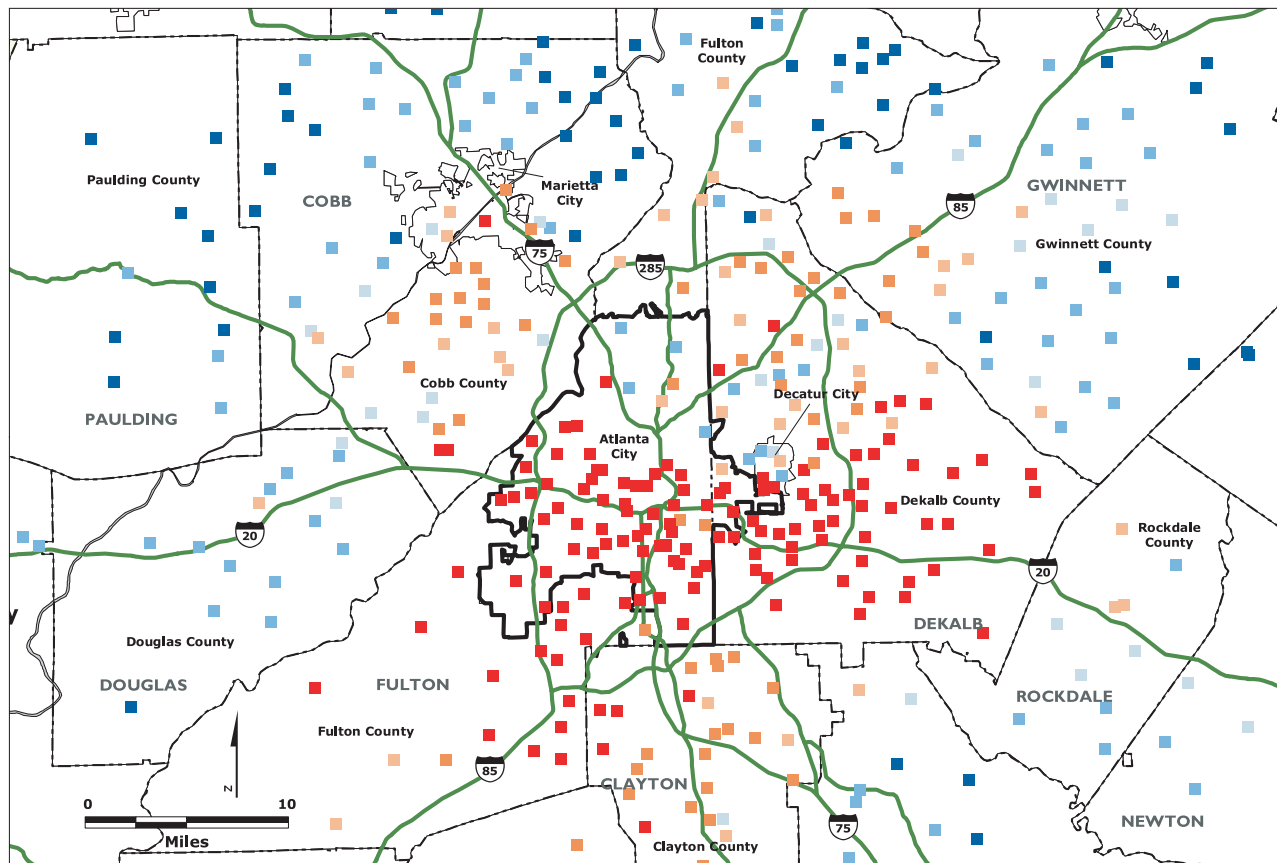 Fulton
County
Marietta
City
Paulding County
COBB
GWINNETT
85
Gwinnett County
75
285
Cobb County
Decatur City
PAULDING
Atlanta
City
Dekalb County
Rockdale
County
20
20
Douglas County
DEKALB
DOUGLAS
FULTON
ROCKDALE
Fulton County
85
CLAYTON
N
0 10
Miles
75
NEWTON
Clayton County